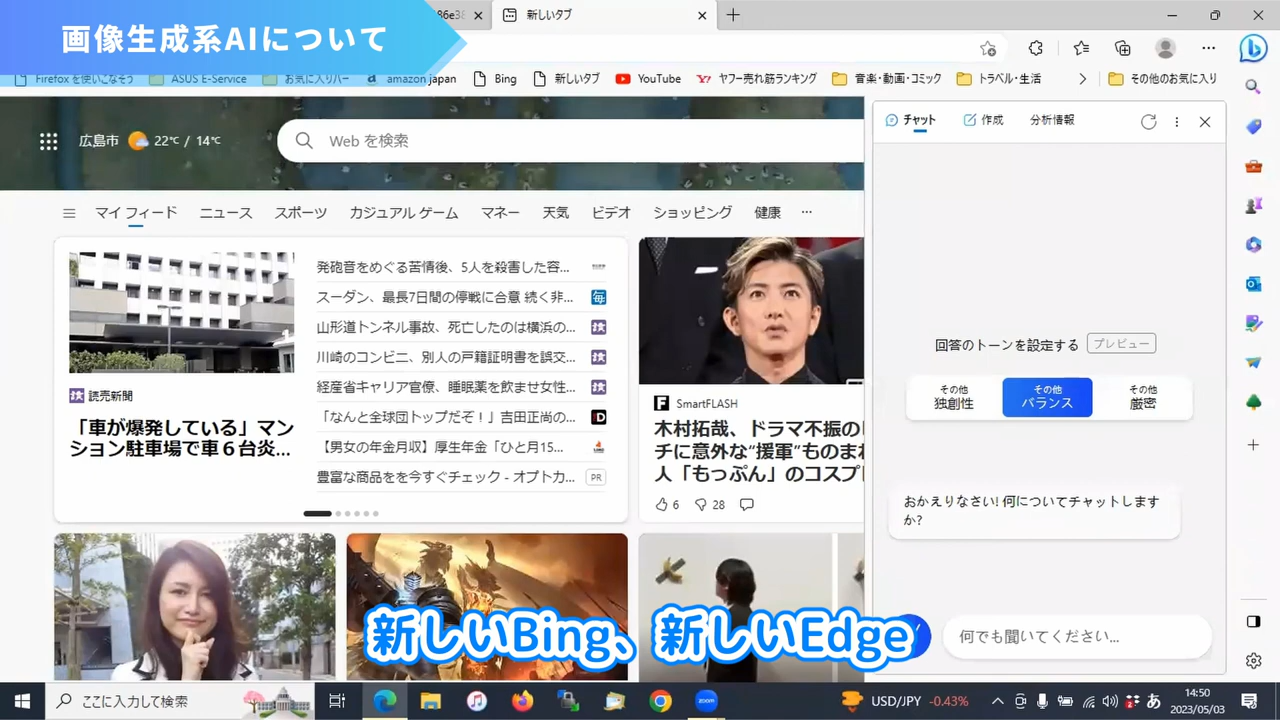 画像生成系AIについて
86e38
新しいタブ
Firefox を使いこなそう
ASUS E-Service
お気に入りバー
amazon japan
Bing
新しいタブ
YouTube
ヤフー売れ筋ランキング
音楽・動画・コミック
トラベル・生活
その他のお気に入り
広島市
22℃ / 14℃
Web を検索
マイ フィード
ニュース
スポーツ
カジュアル ゲーム
マネー
天気
ビデオ
ショッピング
健康
…
読売新聞
「車が爆発している」マン
ション駐車場で車６台炎...
発砲音をめぐる苦情後、5人を殺害した容...
スーダン、最長7日間の停戦に合意 続く非...
山形道トンネル事故、死亡したのは横浜の...
川崎のコンビニ、別人の戸籍証明書を誤交...
経産省キャリア官僚、睡眠薬を飲ませ女性...
「なんと全球団トップだぞ！」吉田正尚の...
【男女の年金月収】厚生年金「ひと月15...
豊富な商品をを今すぐチェック - オプトカ...
PR
SmartFLASH
木村拓哉、ドラマ不振の
チに意外な“援軍”もの
人「もっぷん」のコスプ
6
28
チャット
作成
分析情報
回答のトーンを設定する
プレビュー
その他
独創性
その他
バランス
その他
厳密
おかえりなさい! 何についてチャットします
か?
何でも聞いてください...
新しいBing、新しいEdge
ここに入力して検索
zoom
USD/JPY
-0.43%
あ
14:50
2023/05/03